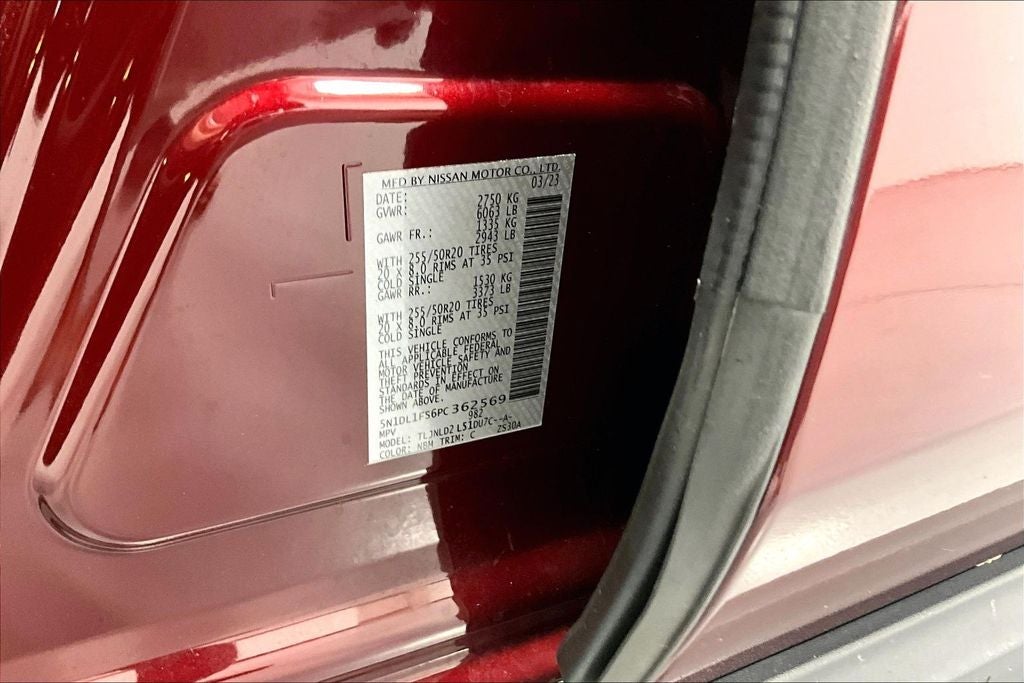 MFD BY NISSAN MOTOR CO., LTD.
DATE: 03/23
GVWR: 2750 KG
6063 LB
GAWR FR.: 1335 KG
2943 LB
WITH 255/50R20 TIRES
20 X 8.0 RIMS AT 35 PSI
COLD SINGLE
GAWR RR.: 1530 KG
3373 LB
WITH 255/50R20 TIRES
20 X 8.0 RIMS AT 35 PSI
COLD SINGLE
THIS VEHICLE CONFORMS TO
ALL APPLICABLE FEDERAL
MOTOR VEHICLE SAFETY AND
THEFT PREVENTION
STANDARDS IN EFFECT ON
THE DATE OF MANUFACTURE
SHOWN ABOVE.
5N1DL1FS6PC362569
MPV 982
MODEL: TLJNLD2 LS1DU7C--A-
COLOR: NBM TRIM: C ZS30A